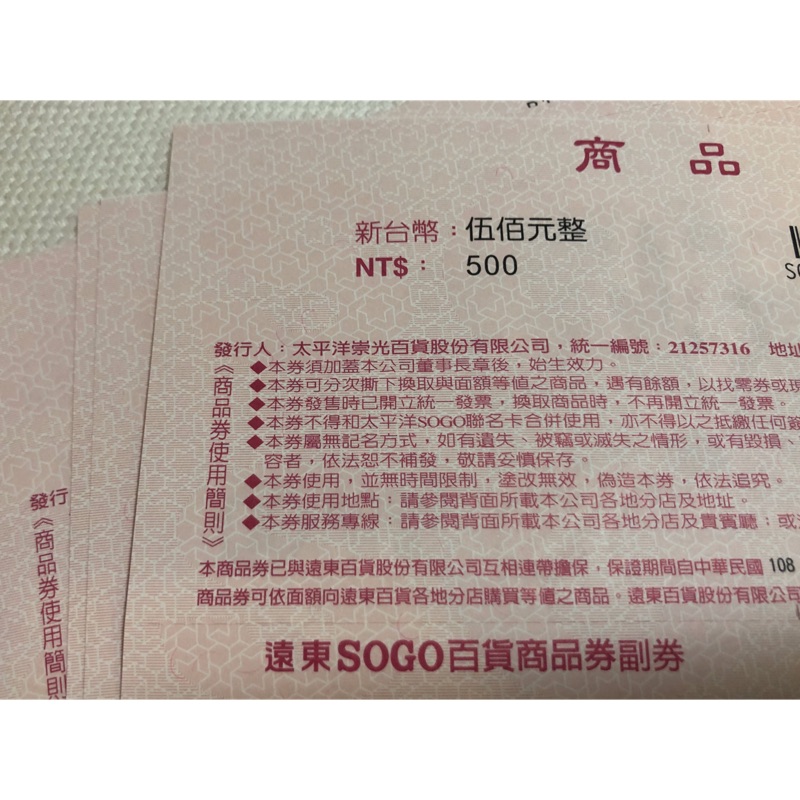 商 品
新台幣：伍佰元整
NT$： 500
發行人：太平洋崇光百貨股份有限公司，統一編號：21257316 地址
《商品券使用簡則》
◆本券須加蓋本公司董事長章後，始生效力。
◆本券可分次撕下換取與面額等值之商品，遇有餘額，以找零券或現
◆本券發售時已開立統一發票，換取商品時，不再開立統一發票。
◆本券不得和太平洋SOGO聯名卡合併使用，亦不得以之抵繳任何
◆本券屬無記名方式，如有遺失、被竊或滅失之情形，或有毀損、
容者，依法恕不補發，敬請妥慎保存。
◆本券使用，並無時間限制，塗改無效，偽造本券，依法追究。
◆本券使用地點：請參閱背面所載本公司各地分店及地址。
◆本券服務專線：請參閱背面所載本公司各地分店及貴賓廳：或
本商品券已與遠東百貨股份有限公司互相連帶擔保，保證期間自中華民國 108
商品券可依面額向遠東百貨各地分店購買等值之商品。遠東百貨股份有限公司
遠東SOGO百貨商品券副券
發行
《商品券使用簡則